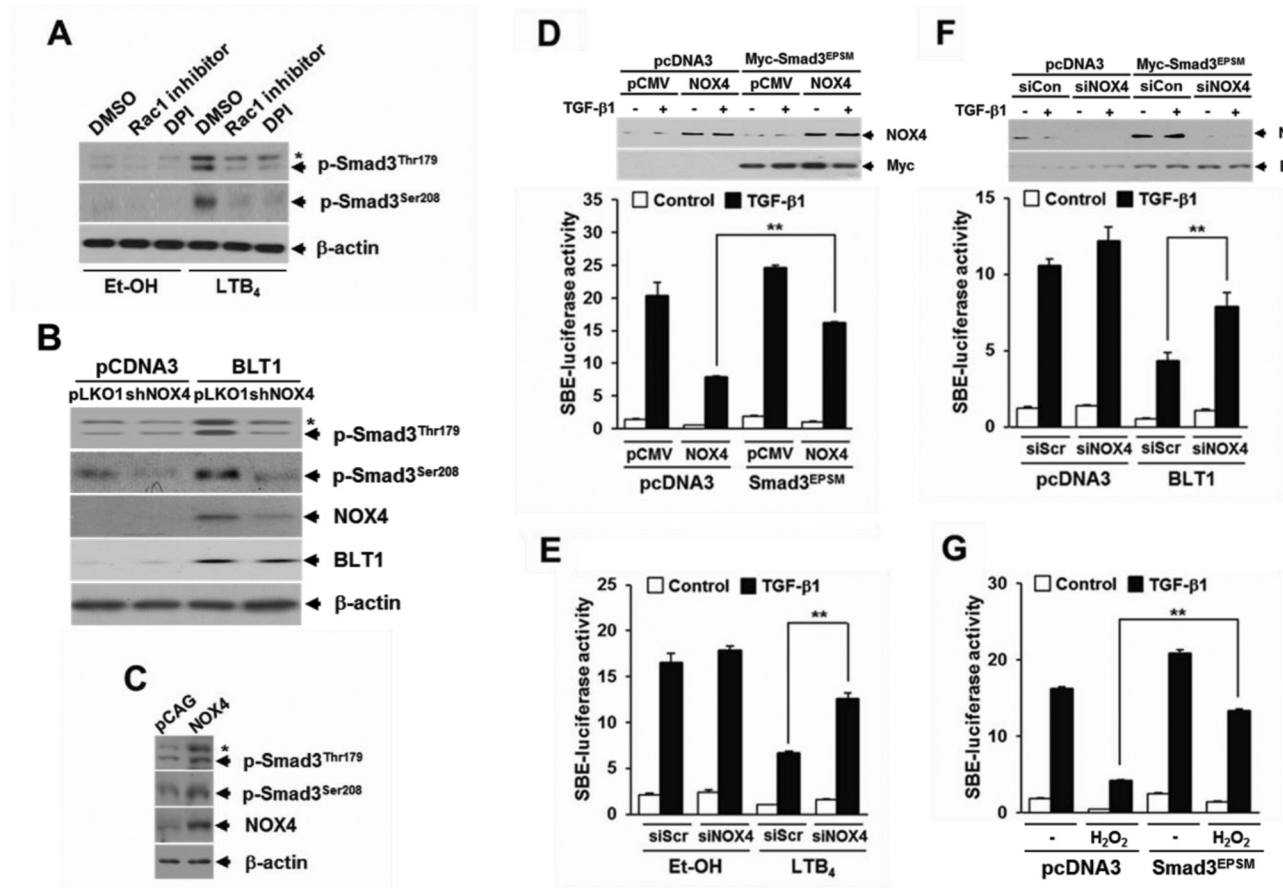 A
DMSO
Rac1 inhibitor
DPI
DMSO
Rac1 inhibitor
DPI
*
p-Smad3Thr179
p-Smad3Ser208
β-actin
Et-OH LTB4
B
pCDNA3 BLT1
pLKO1 shNOX4 pLKO1 shNOX4
*
p-Smad3Thr179
p-Smad3Ser208
NOX4
BLT1
β-actin
C
pCAG NOX4
*
p-Smad3Thr179
p-Smad3Ser208
NOX4
β-actin
D
pcDNA3 Myc-Smad3EPSM
pCMV NOX4 pCMV NOX4
TGF-β1 - + - + - + - +
NOX4
Myc
Control TGF-β1
SBE-luciferase activity
35
30
25
20
15
10
5
0
**
pCMV NOX4 pCMV NOX4
pcDNA3 Smad3EPSM
E
Control TGF-β1
SBE-luciferase activity
25
20
15
10
5
0
**
siScr siNOX4 siScr siNOX4
Et-OH LTB4
F
pcDNA3 Myc-Smad3EPSM
siCon siNOX4 siCon siNOX4
TGF-β1 - + - + - + - +
Control TGF-β1
SBE-luciferase activity
15
10
5
0
**
siScr siNOX4 siScr siNOX4
pcDNA3 BLT1
G
Control TGF-β1
SBE-luciferase activity
30
20
10
0
**
- H2O2 - H2O2
pcDNA3 Smad3EPSM